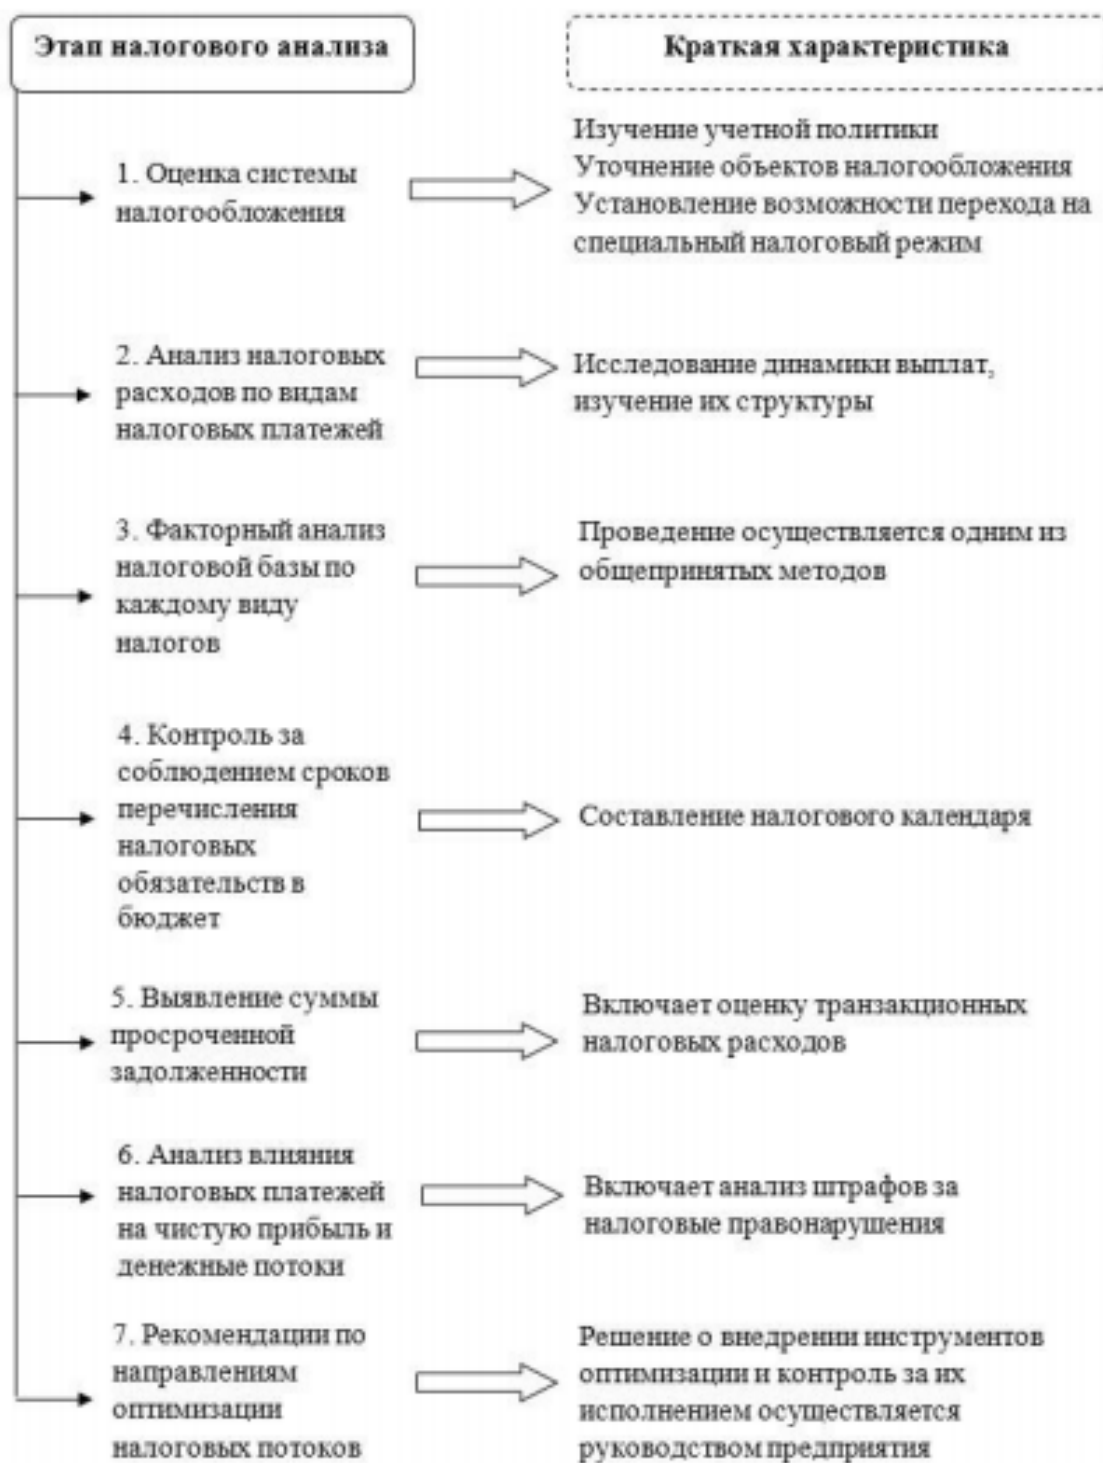 Этап налогового анализа
Краткая характеристика
1. Оценка системы
налогообложения
Изучение учетной политики
Уточнение объектов налогообложения
Установление возможности перехода на
специальный налоговый режим
2. Анализ налоговых
расходов по видам
налоговых платежей
Исследование динамики выплат,
изучение их структуры
3. Факторный анализ
налоговой базы по
каждому виду
налогов
Проведение осуществляется одним из
общепринятых методов
4. Контроль за
соблюдением сроков
перечисления
налоговых
обязательств в
бюджет
Составление налогового календаря
5. Выявление суммы
просроченной
задолженности
Включает оценку транзакционных
налоговых расходов
6. Анализ влияния
налоговых платежей
на чистую прибыль и
денежные потоки
Включает анализ штрафов за
налоговые правонарушения
7. Рекомендации по
направлениям
оптимизации
налоговых потоков
Решение о внедрении инструментов
оптимизации и контроль за их
исполнением осуществляется
руководством предприятия